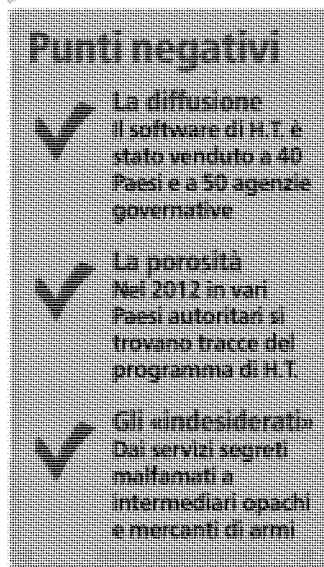 Punti negativi
La diffusione
Il software di H.T. è
stato venduto a 40
Paesi e a 50 agenzie
governative
La porosità
Nel 2012 in vari
Paesi autoritari si
trovano tracce del
programma di H.T.
Gli «indesiderati»
Dai servizi segreti
malfamati a
intermediari opachi
e mercanti di armi